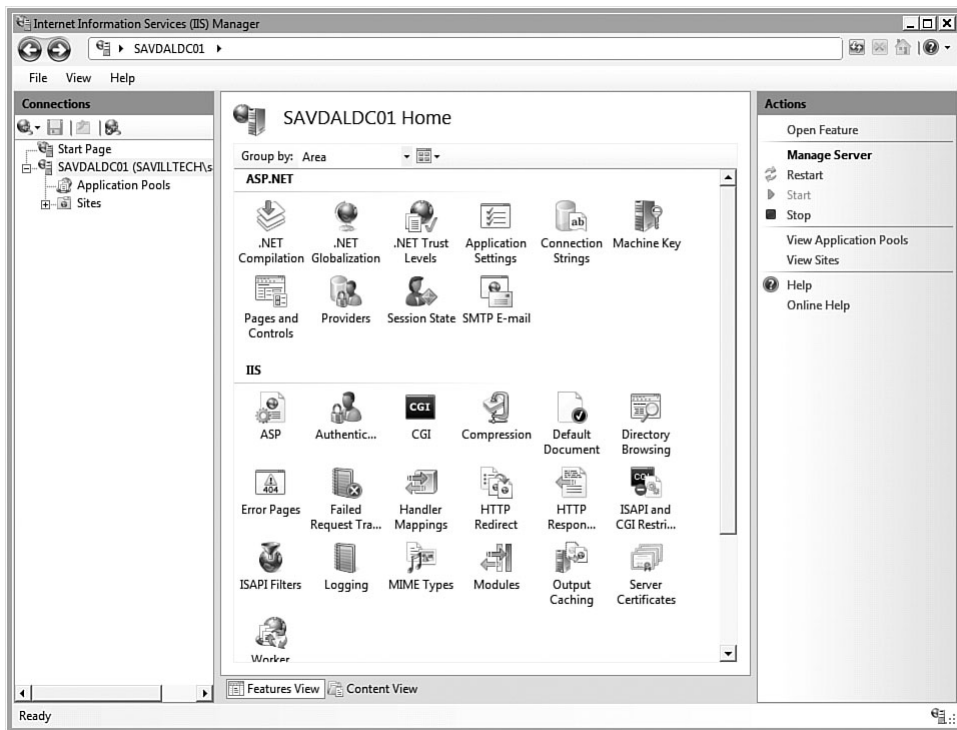 Internet Information Services (IIS) Manager
SAVDALDC01
File View Help
Connections
Start Page
SAVDALDC01 (SAVILLTECH\s
Application Pools
Sites
SAVDALDC01 Home
Group by: Area
ASP.NET
.NET Compilation
.NET Globalization
.NET Trust Levels
Application Settings
Connection Strings
ab
Machine Key
Pages and Controls
Providers
Session State
SMTP E-mail
IIS
ASP
Authentic...
CGI
CGI
Compression
Default Document
Directory Browsing
404
Error Pages
Failed Request Tra...
Handler Mappings
HTTP Redirect
HTTP Respon...
ISAPI and CGI Restri...
ISAPI Filters
Logging
MIME Types
Modules
Output Caching
Server Certificates
Worker
Features View
Content View
Actions
Open Feature
Manage Server
Restart
Start
Stop
View Application Pools
View Sites
Help
Online Help
Ready